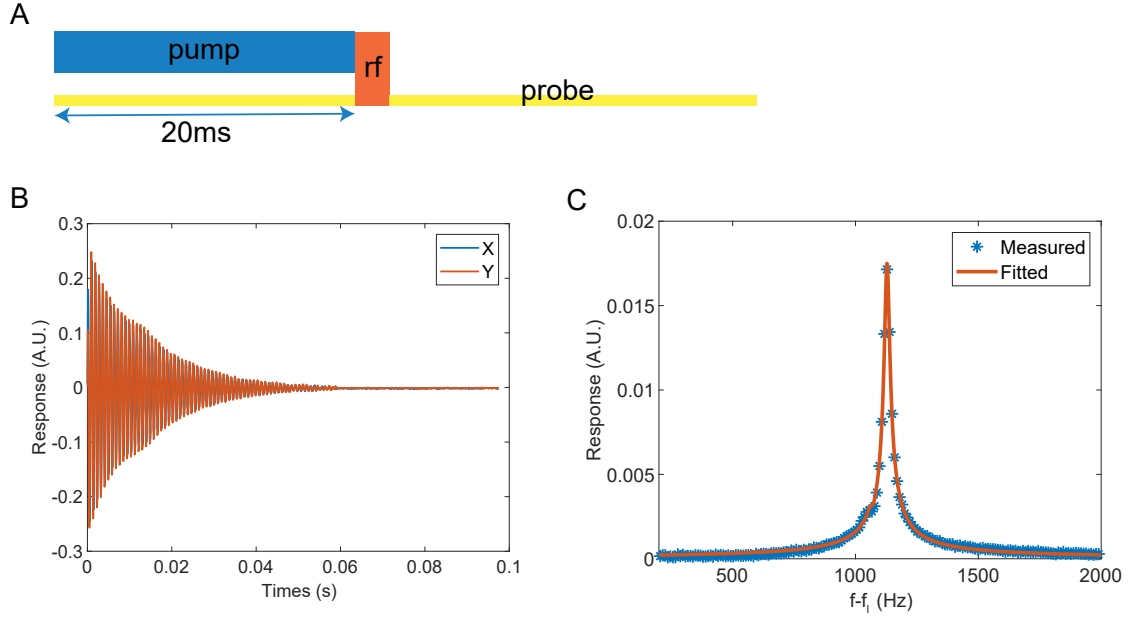 A
pump
rf
probe
20ms
B
0.3
0.2
0.1
0
-0.1
-0.2
-0.3
Response (A.U.)
X
Y
0
0.02
0.04
0.06
0.08
0.1
Times (s)
C
0.02
0.015
0.01
0.005
0
Response (A.U.)
Measured
Fitted
500
1000
1500
2000
f-fI (Hz)